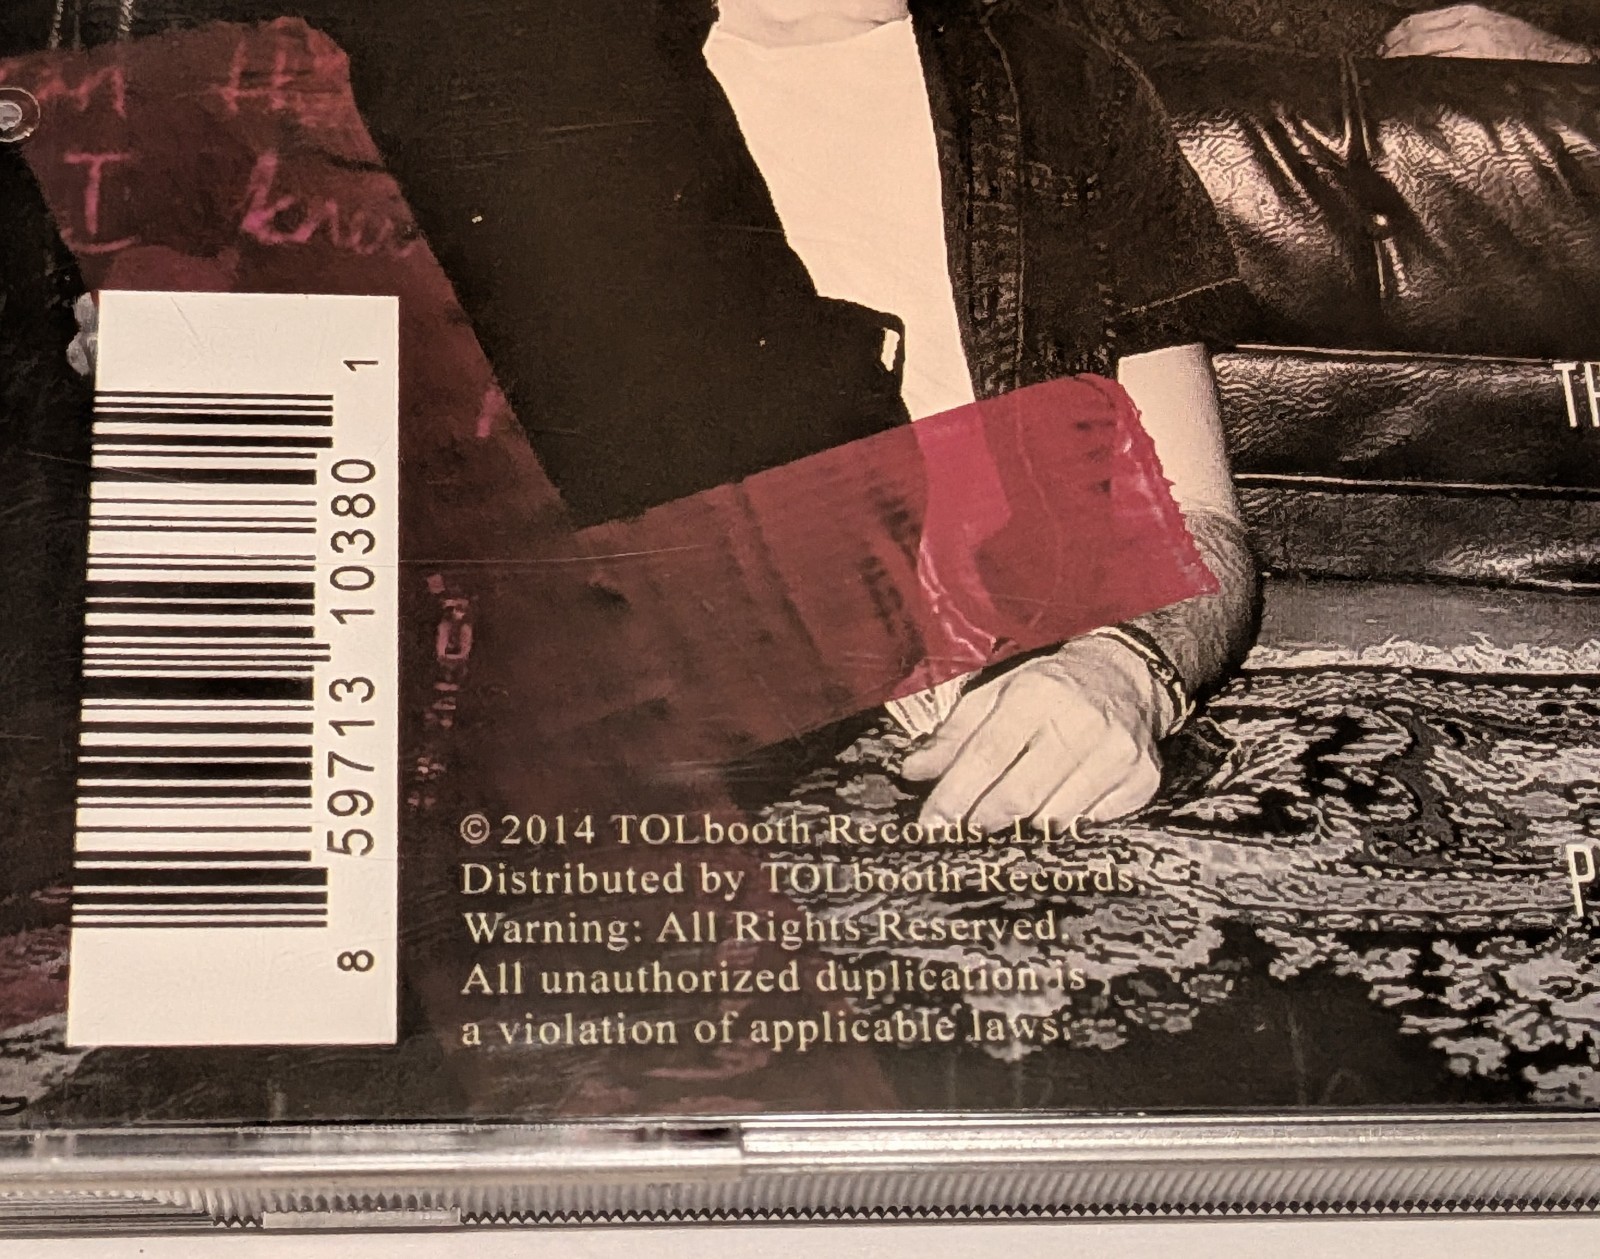 I
8 59713 10380 1
© 2014 TOLbooth Records, LLC
Distributed by TOLbooth Records.
Warning: All Rights Reserved.
All unauthorized duplication is
a violation of applicable laws.